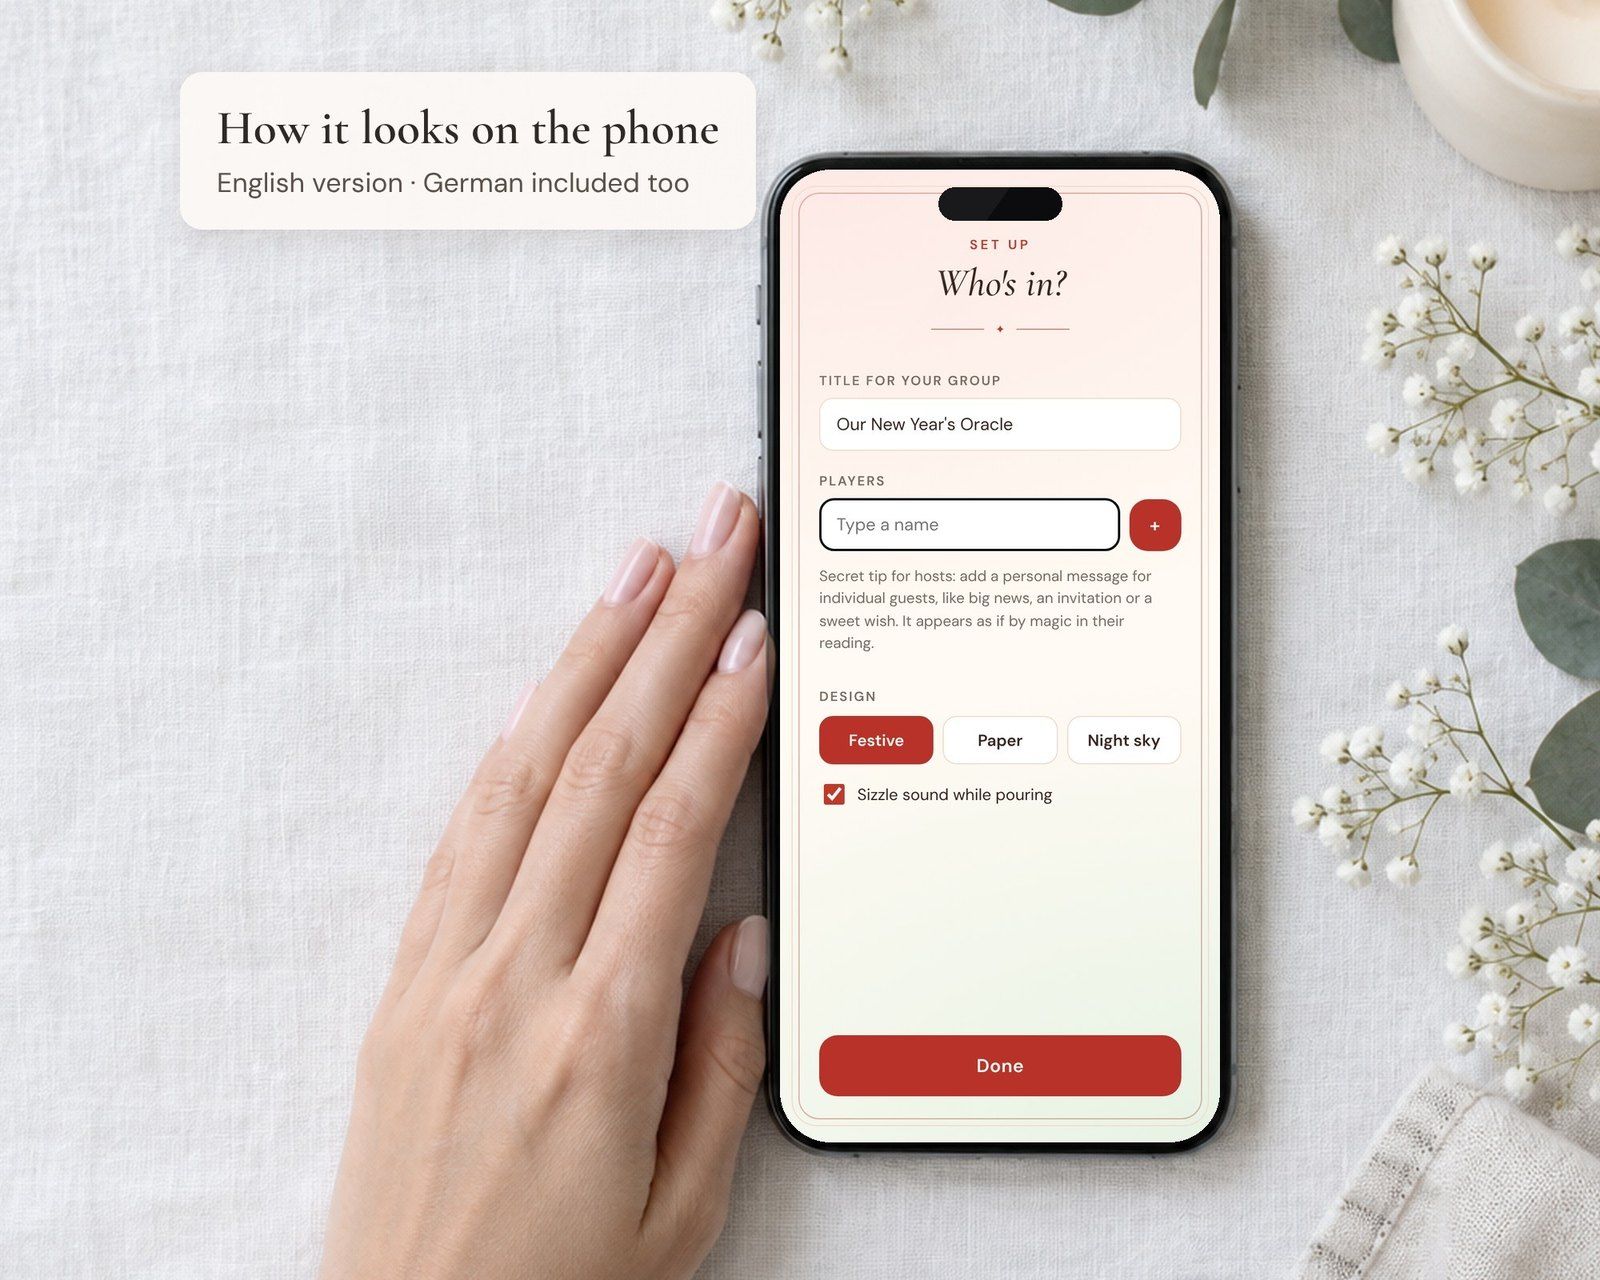 How it looks on the phone
English version · German included too
SET UP
Who's in?
TITLE FOR YOUR GROUP
Our New Year's Oracle
PLAYERS
Type a name
+
Secret tip for hosts: add a personal message for
individual guests, like big news, an invitation or a
sweet wish. It appears as if by magic in their
reading.
DESIGN
Festive
Paper
Night sky
Sizzle sound while pouring
Done